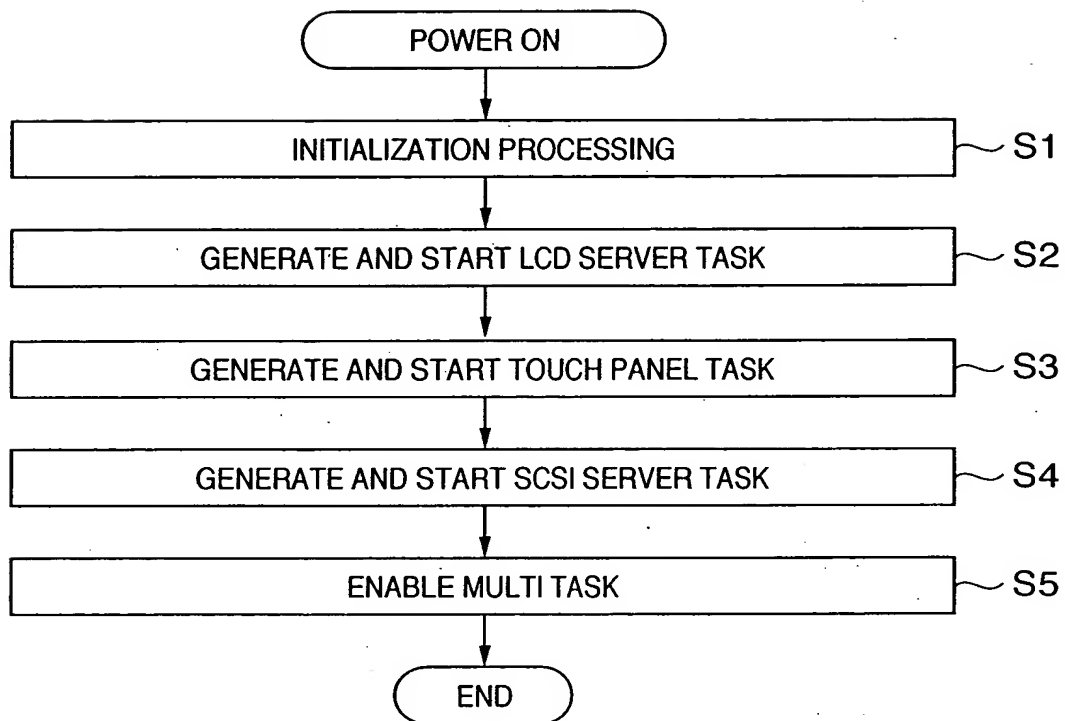 POWER ON
INITIALIZATION PROCESSING S1
GENERATE AND START LCD SERVER TASK S2
GENERATE AND START TOUCH PANEL TASK S3
GENERATE AND START SCSI SERVER TASK S4
ENABLE MULTI TASK S5
END